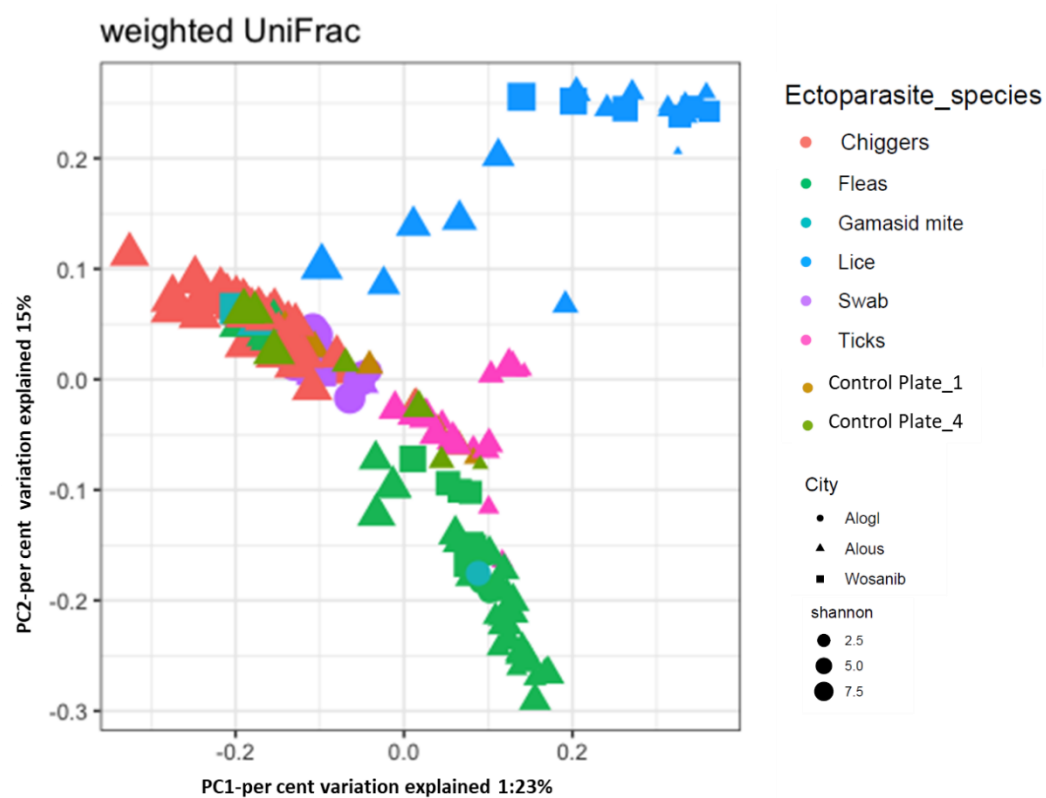 weighted UniFrac
0.2
0.1
0.0
-0.1
-0.2
-0.3
PC2-per cent variation explained 15%
-0.2
0.0
0.2
PC1-per cent variation explained 1:23%
Ectoparasite_species
Chiggers
Fleas
Gamasid mite
Lice
Swab
Ticks
Control Plate_1
Control Plate_4
City
Alogl
Alous
Wosanib
shannon
2.5
5.0
7.5